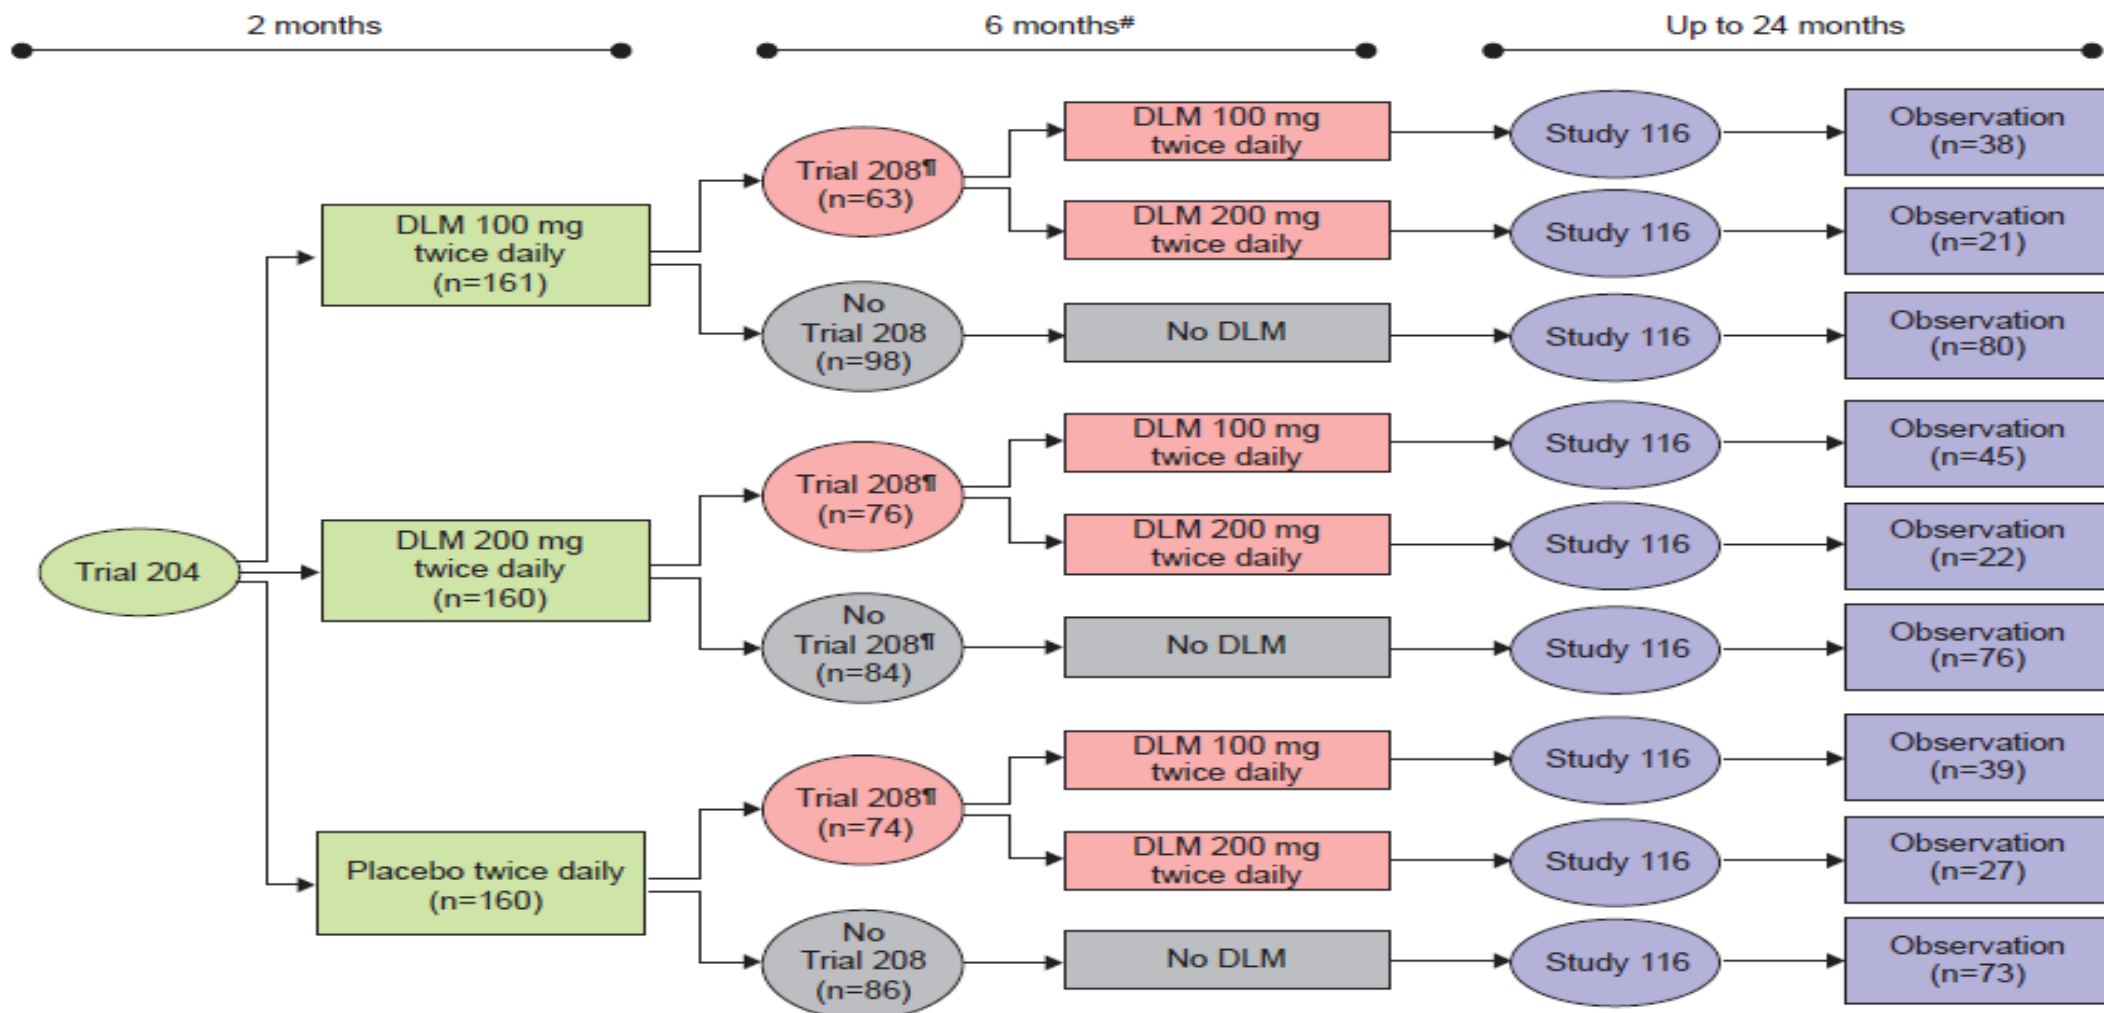 2 months
6 months#
Up to 24 months
Trial 204
DLM 100 mg
twice daily
(n=161)
Trial 208¶
(n=63)
DLM 100 mg
twice daily
Study 116
Observation
(n=38)
DLM 200 mg
twice daily
Study 116
Observation
(n=21)
No
Trial 208
(n=98)
No DLM
Study 116
Observation
(n=80)
DLM 200 mg
twice daily
(n=160)
Trial 208¶
(n=76)
DLM 100 mg
twice daily
Study 116
Observation
(n=45)
DLM 200 mg
twice daily
Study 116
Observation
(n=22)
No
Trial 208¶
(n=84)
No DLM
Study 116
Observation
(n=76)
Placebo twice daily
(n=160)
Trial 208¶
(n=74)
DLM 100 mg
twice daily
Study 116
Observation
(n=39)
DLM 200 mg
twice daily
Study 116
Observation
(n=27)
No
Trial 208
(n=86)
No DLM
Study 116
Observation
(n=73)